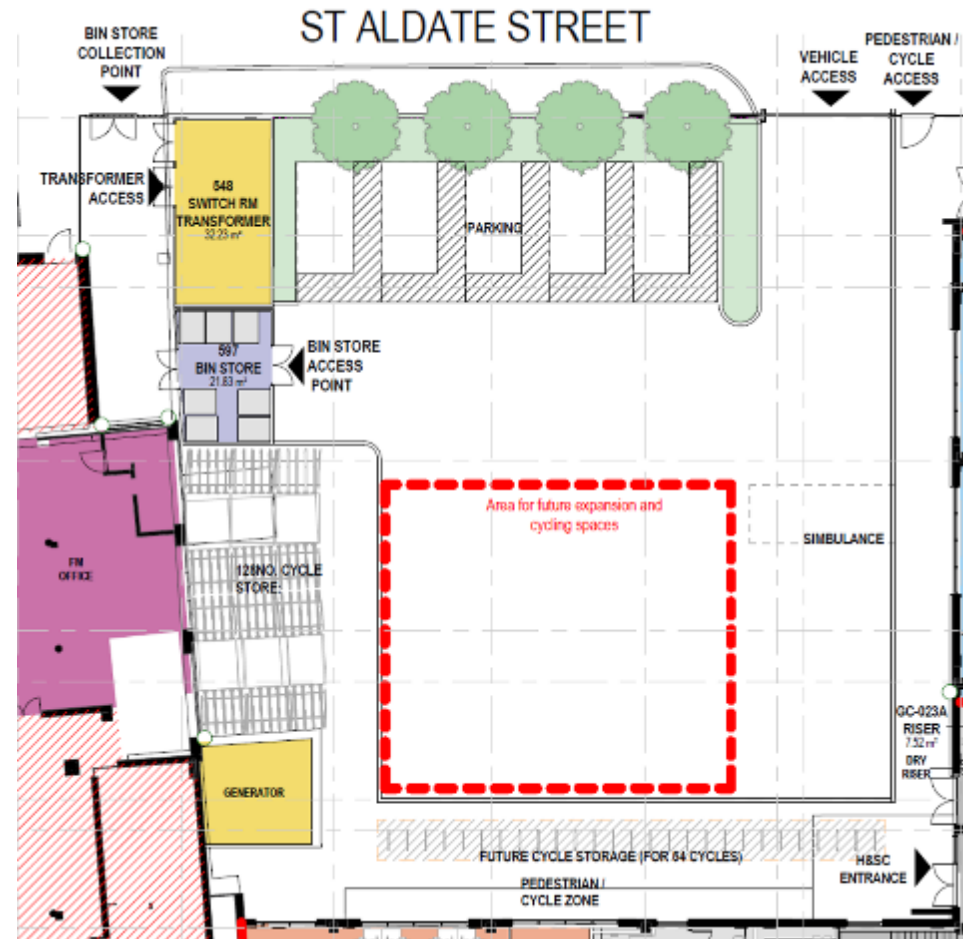 ST ALDATE STREET
BIN STORE
COLLECTION
POINT
VEHICLE
ACCESS
PEDESTRIAN /
CYCLE
ACCESS
TRANSFORMER
ACCESS
548
SWITCH RM
TRANSFORMER
32.23 m²
PARKING
597
BIN STORE
21.83 m²
BIN STORE
ACCESS
POINT
Area for future expansion and
cycling spaces
SIMBULANCE
FM
OFFICE
128NO. CYCLE
STORE:
GC-023A
RISER
7.52 m²
DRY
RISER
GENERATOR
FUTURE CYCLE STORAGE (FOR 64 CYCLES)
H&SC
ENTRANCE
PEDESTRIAN /
CYCLE ZONE